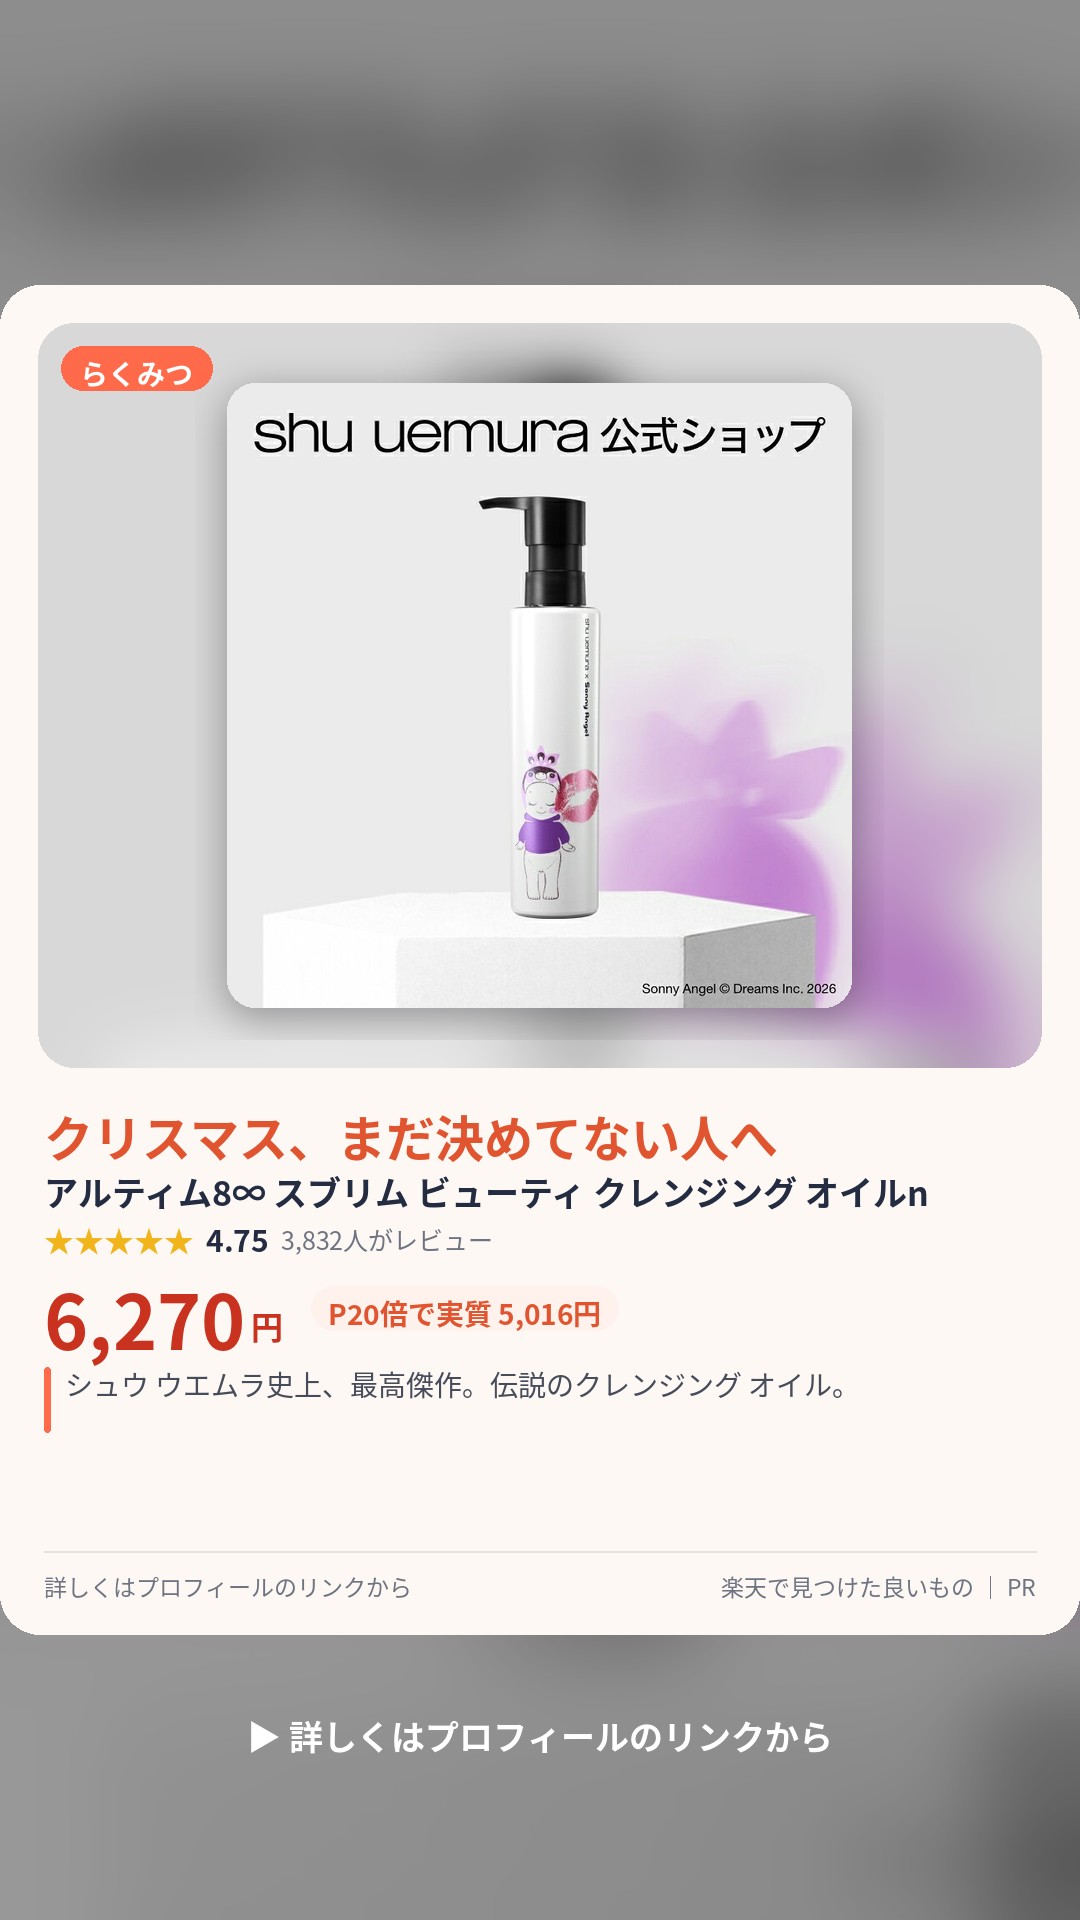 らくみつ
shu uemura 公式ショップ
shu uemura x Sonny Angel
Sonny Angel © Dreams Inc. 2026
クリスマス、まだ決めてない人へ
アルティム8∞ スブリム ビューティ クレンジング オイルn
★★★★★ 4.75 3,832人がレビュー
6,270円 P20倍で実質 5,016円
シュウ ウエムラ史上、最高傑作。伝説のクレンジング オイル。
詳しくはプロフィールのリンクから
楽天で見つけた良いもの｜PR
▶ 詳しくはプロフィールのリンクから